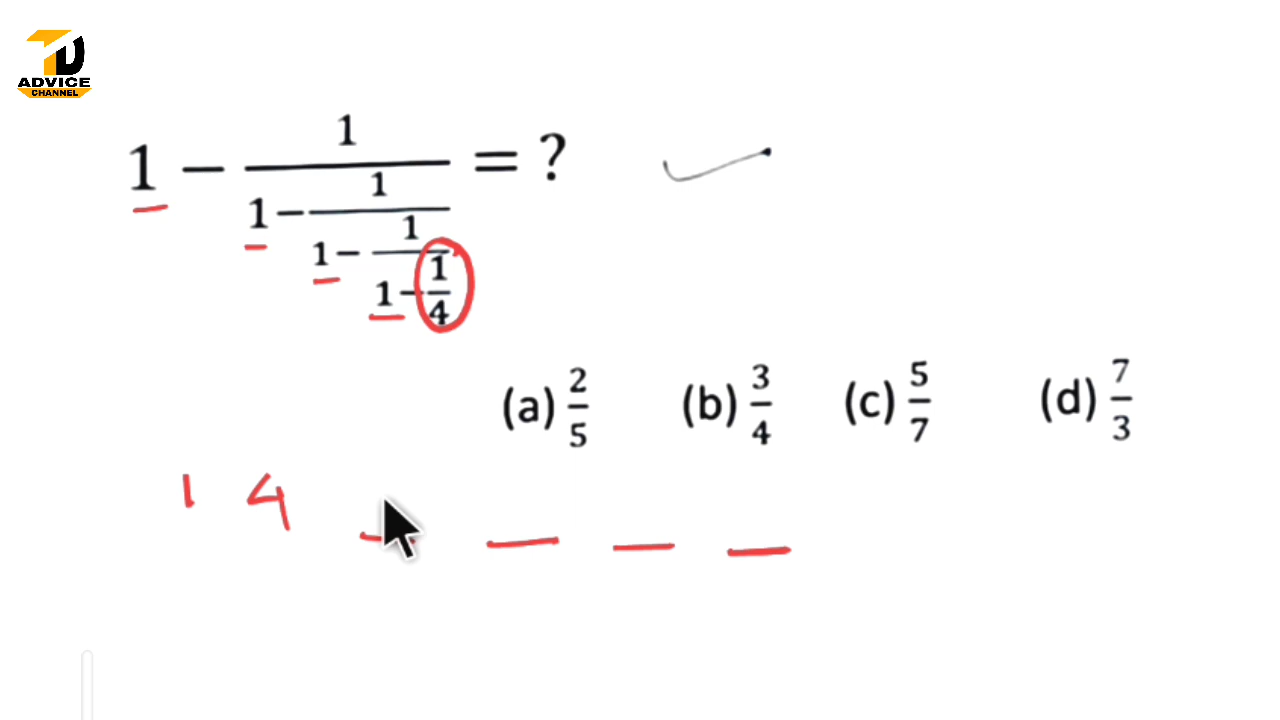 TD
ADVICE
CHANNEL
1 − 1/(1 − 1/(1 − 1/(1 − 1/4))) = ?
(a) 2/5 (b) 3/4 (c) 5/7 (d) 7/3
1 4 _ _ _ _